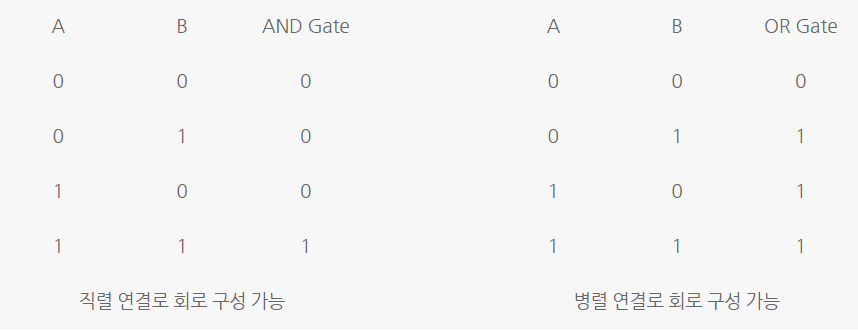 A B AND Gate A B OR Gate
0 0 0 0 0 0
0 1 0 0 1 1
1 0 0 1 0 1
1 1 1 1 1 1
직렬 연결로 회로 구성 가능 병렬 연결로 회로 구성 가능